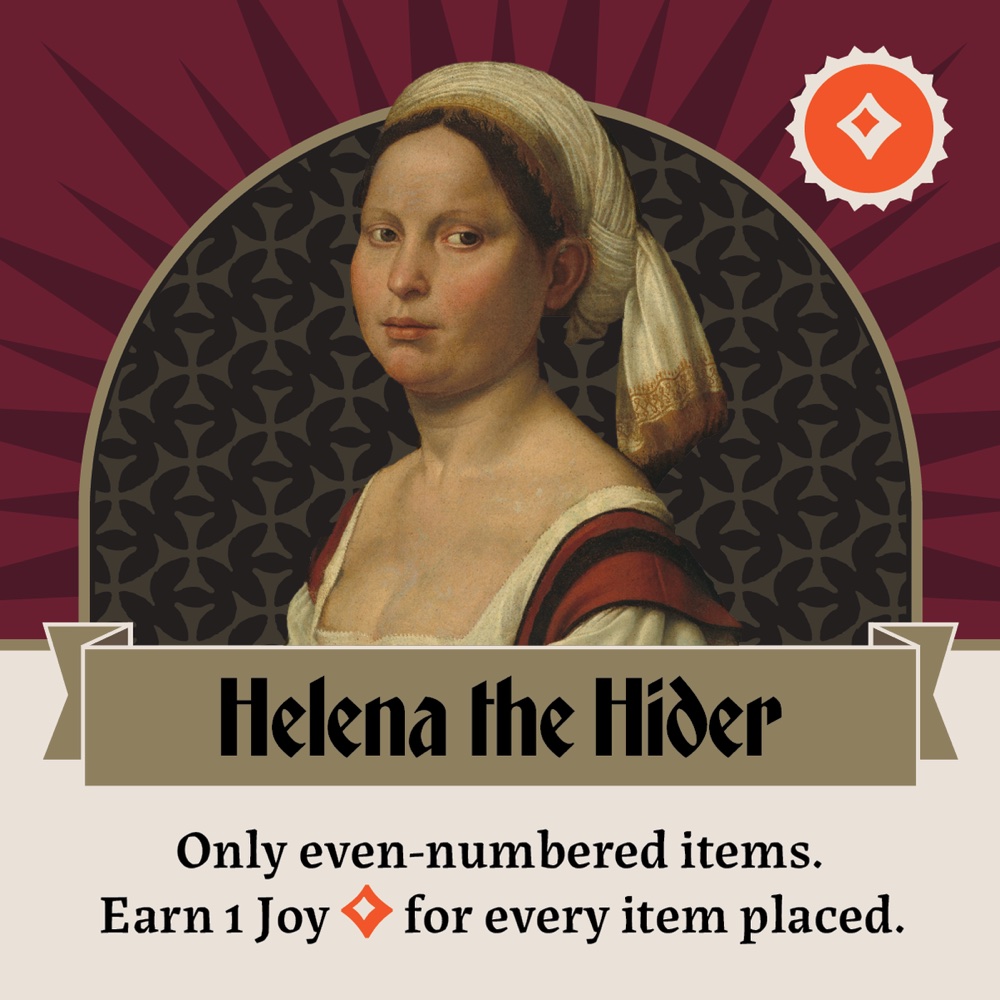 Helena the Hider
Only even-numbered items.
Earn 1 Joy for every item placed.